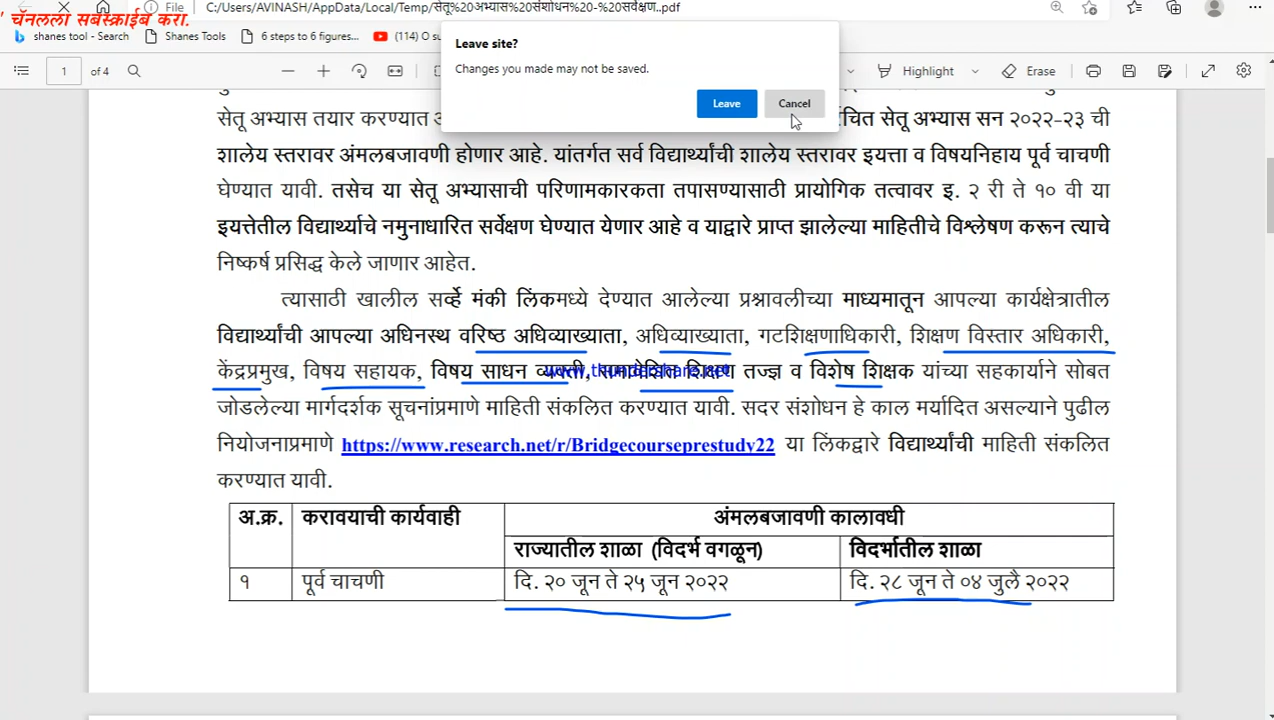 ' चॅनलला सबस्क्राईब करा.
File
C:/Users/AVINASH/AppData/Local/Temp/सेतू%20अभ्यास%20संशोधन%20-%20सर्वेक्षण..pdf
shanes tool - Search
Shanes Tools
6 steps to 6 figures...
(114) O su
Leave site?
Changes you made may not be saved.
Leave
Cancel
1 of 4
Highlight
Erase
सेतू अभ्यास तयार करण्यात
चित सेतू अभ्यास सन २०२२-२३ ची
शालेय स्तरावर अंमलबजावणी होणार आहे. यांतर्गत सर्व विद्यार्थ्यांची शालेय स्तरावर इयत्ता व विषयनिहाय पूर्व चाचणी
घेण्यात यावी. तसेच या सेतू अभ्यासाची परिणामकारकता तपासण्यासाठी प्रायोगिक तत्वावर इ. २ री ते १० वी या
इयत्तेतील विद्यार्थ्याचे नमुनाधारित सर्वेक्षण घेण्यात येणार आहे व याद्वारे प्राप्त झालेल्या माहितीचे विश्लेषण करून त्याचे
निष्कर्ष प्रसिद्ध केले जाणार आहेत.
त्यासाठी खालील सर्व्हे मंकी लिंकमध्ये देण्यात आलेल्या प्रश्नावलीच्या माध्यमातून आपल्या कार्यक्षेत्रातील
विद्यार्थ्यांची आपल्या अधिनस्थ वरिष्ठ अधिव्याख्याता, अधिव्याख्याता, गटशिक्षणाधिकारी, शिक्षण विस्तार अधिकारी,
केंद्रप्रमुख, विषय सहायक, विषय साधन व्यक्ती, समावेशित शिक्षण तज्ज्ञ व विशेष शिक्षक यांच्या सहकार्याने सोबत
www.thundershare.net
जोडलेल्या मार्गदर्शक सूचनांप्रमाणे माहिती संकलित करण्यात यावी. सदर संशोधन हे काल मर्यादित असल्याने पुढील
नियोजनाप्रमाणे https://www.research.net/r/Bridgecourseprestudy22 या लिंकद्वारे विद्यार्थ्यांची माहिती संकलित
करण्यात यावी.
अ.क्र. करावयाची कार्यवाही अंमलबजावणी कालावधी
राज्यातील शाळा (विदर्भ वगळून) विदर्भातील शाळा
१ पूर्व चाचणी दि. २० जून ते २५ जून २०२२ दि. २८ जून ते ०४ जुलै २०२२